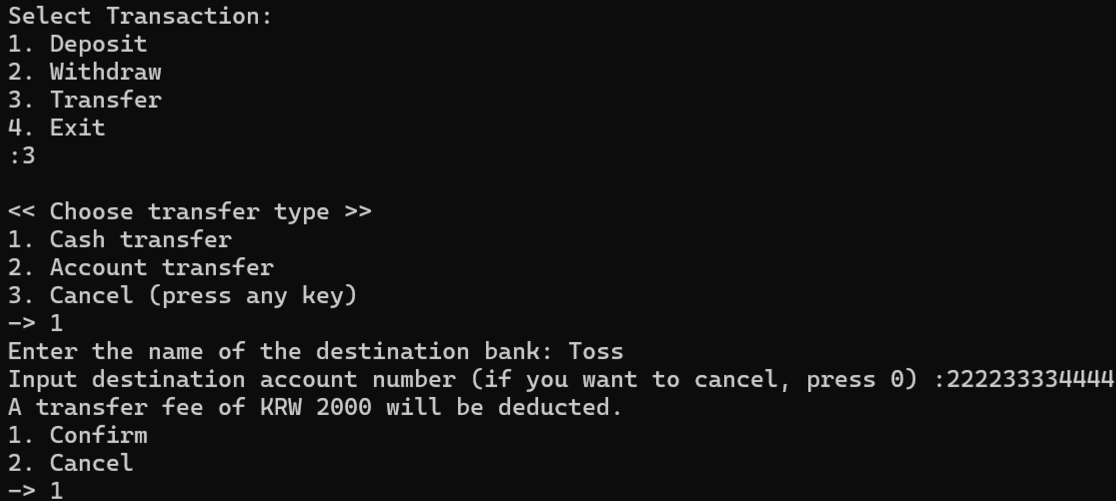 Select Transaction:
1. Deposit
2. Withdraw
3. Transfer
4. Exit
:3
<< Choose transfer type >>
1. Cash transfer
2. Account transfer
3. Cancel (press any key)
-> 1
Enter the name of the destination bank: Toss
Input destination account number (if you want to cancel, press 0) :222233334444
A transfer fee of KRW 2000 will be deducted.
1. Confirm
2. Cancel
-> 1